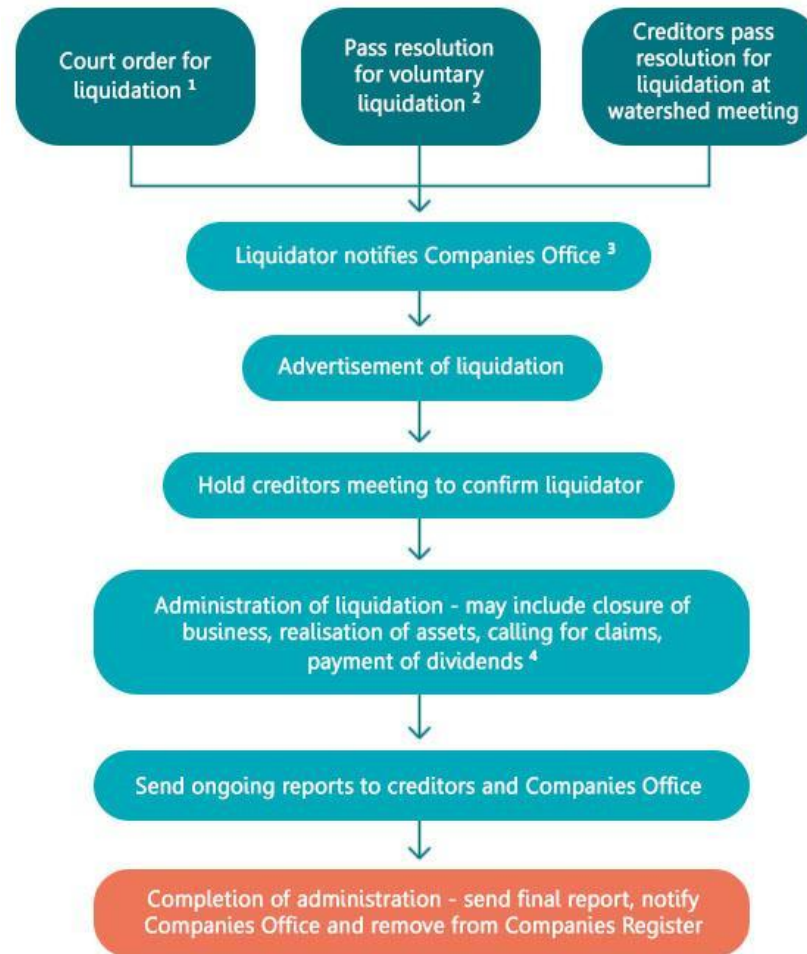 Court order for
liquidation ¹
Pass resolution
for voluntary
liquidation ²
Creditors pass
resolution for
liquidation at
watershed meeting
Liquidator notifies Companies Office ³
Advertisement of liquidation
Hold creditors meeting to confirm liquidator
Administration of liquidation - may include closure of
business, realisation of assets, calling for claims,
payment of dividends ⁴
Send ongoing reports to creditors and Companies Office
Completion of administration - send final report, notify
Companies Office and remove from Companies Register